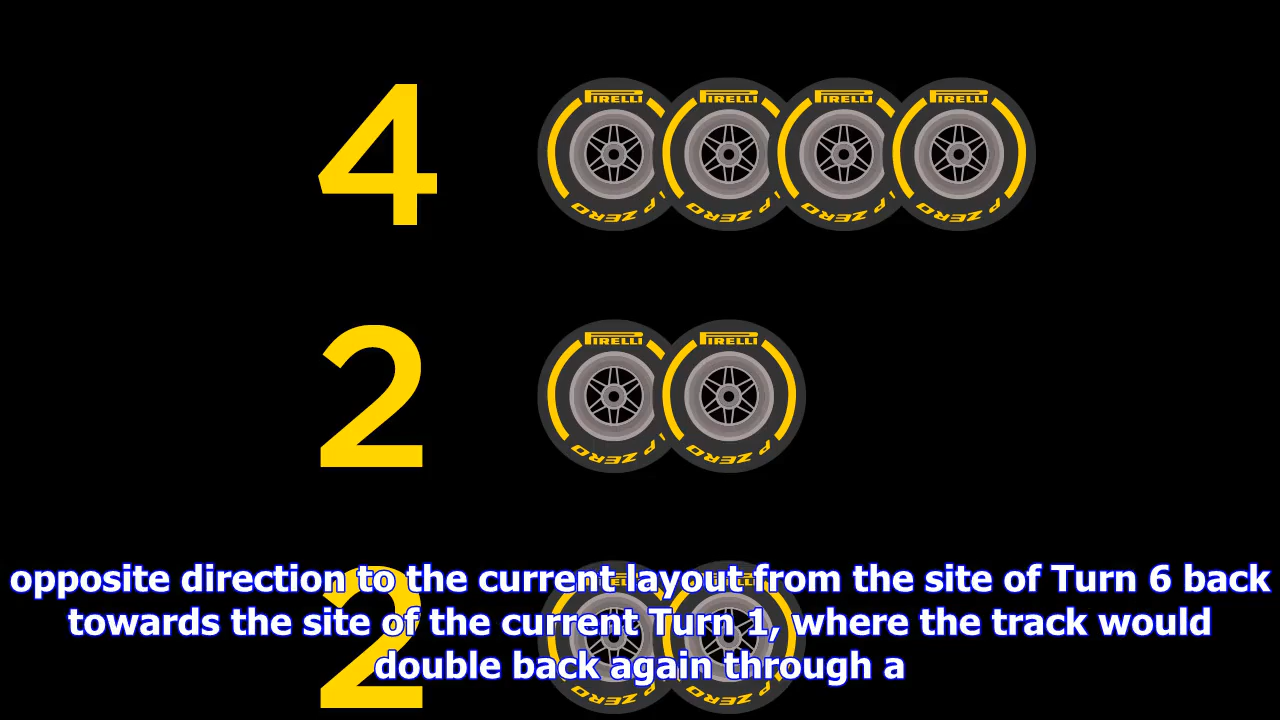 4 PIRELLI PIRELLI PIRELLI PIRELLI
P ZERO P ZERO P ZERO P ZERO
2 PIRELLI PIRELLI
P ZERO P ZERO
2
opposite direction to the current layout from the site of Turn 6 back
towards the site of the current Turn 1, where the track would
double back again through a